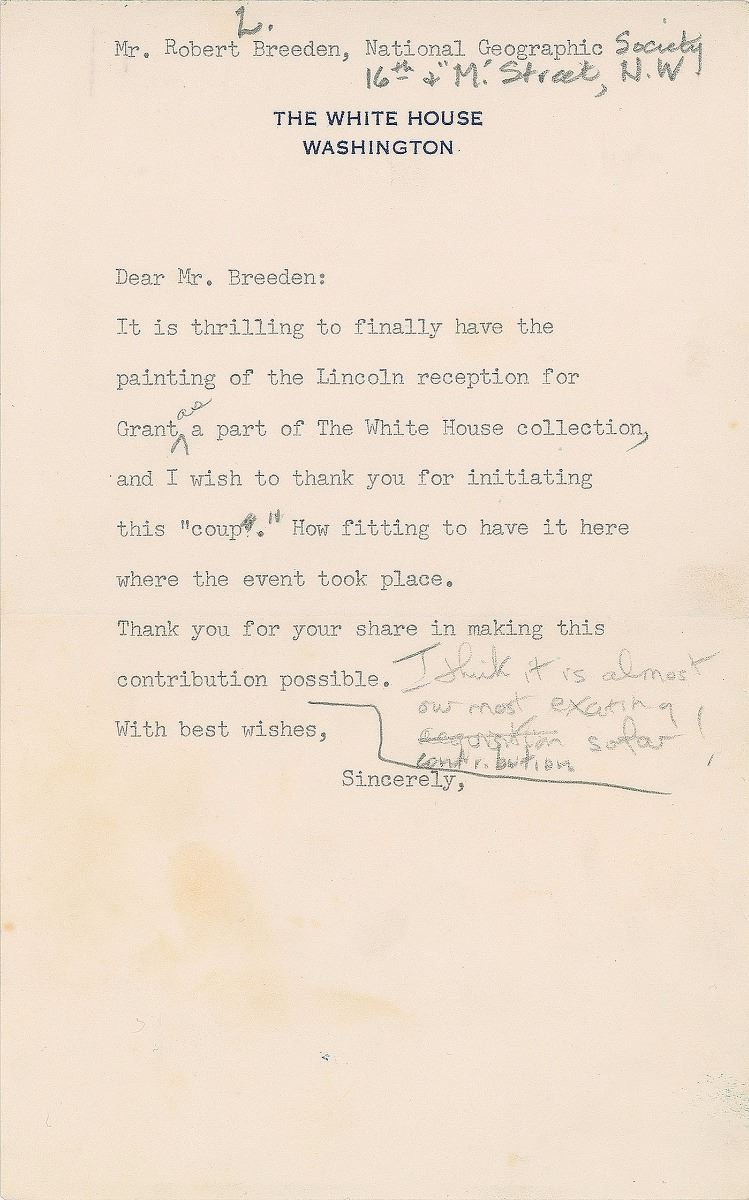 L.
Mr. Robert Breeden, National Geographic Society
16th & "M" Street, N.W
THE WHITE HOUSE
WASHINGTON
Dear Mr. Breeden:
It is thrilling to finally have the
painting of the Lincoln reception for
as
Grant, a part of The White House collection,
and I wish to thank you for initiating
this "coup." How fitting to have it here
where the event took place.
Thank you for your share in making this
contribution possible. I think it is almost
our most exciting
With best wishes, acquisition so far!
contribution
Sincerely,